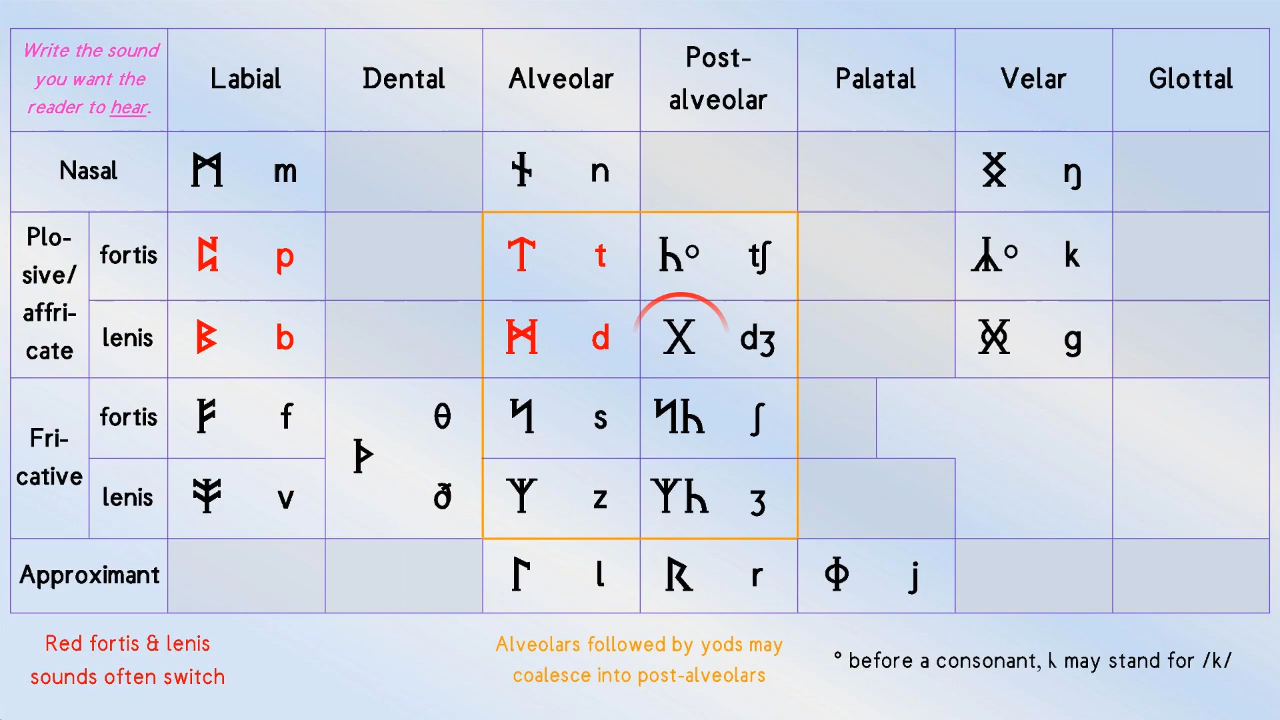 Write the sound
you want the
reader to hear.
Labial Dental Alveolar Post-
alveolar Palatal Velar Glottal
Nasal ᛗ m n ŋ
Plo-
sive/
affri-
cate
fortis ᛈ p ᛏ t tʃ k
lenis ᛒ b ᛞ d ᚷ dʒ g
Fri-
cative
fortis ᚠ f θ s ʃ
ᚦ
lenis v ð ᛉ z ʒ
Approximant ᛚ l ᚱ r j
Red fortis & lenis
sounds often switch
Alveolars followed by yods may
coalesce into post-alveolars
° before a consonant, may stand for /k/